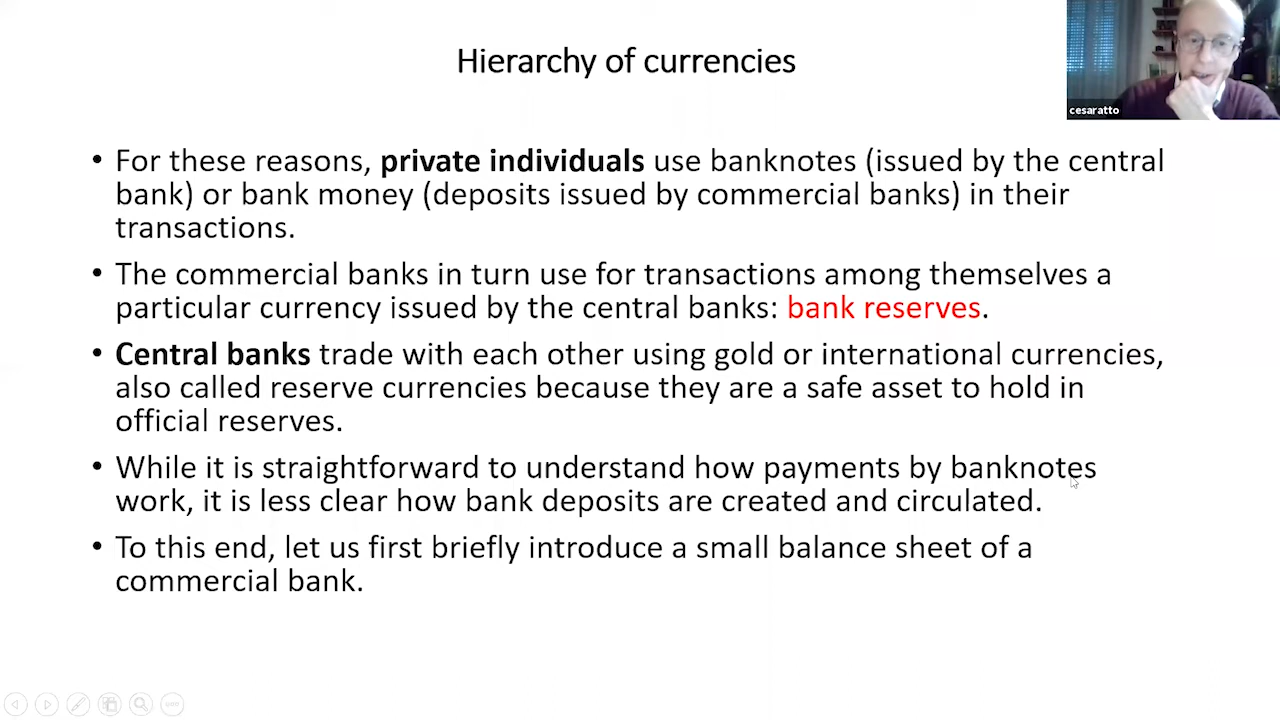 Hierarchy of currencies
cesaratto
• For these reasons, private individuals use banknotes (issued by the central
bank) or bank money (deposits issued by commercial banks) in their
transactions.
• The commercial banks in turn use for transactions among themselves a
particular currency issued by the central banks: bank reserves.
• Central banks trade with each other using gold or international currencies,
also called reserve currencies because they are a safe asset to hold in
official reserves.
• While it is straightforward to understand how payments by banknotes
work, it is less clear how bank deposits are created and circulated.
• To this end, let us first briefly introduce a small balance sheet of a
commercial bank.